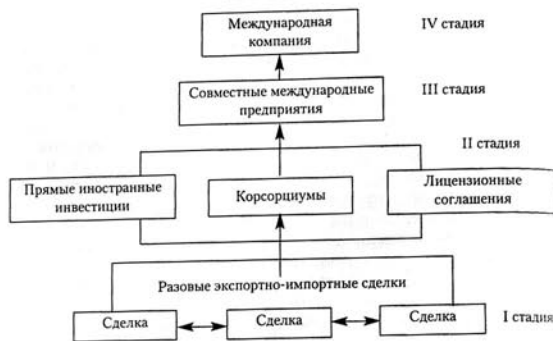 Международная
компания
IV стадия
Совместные международные
предприятия
III стадия
II стадия
Прямые иностранные
инвестиции
Корсорциумы
Лицензионные
соглашения
Разовые экспортно-импортные сделки
Сделка
Сделка
Сделка
I стадия